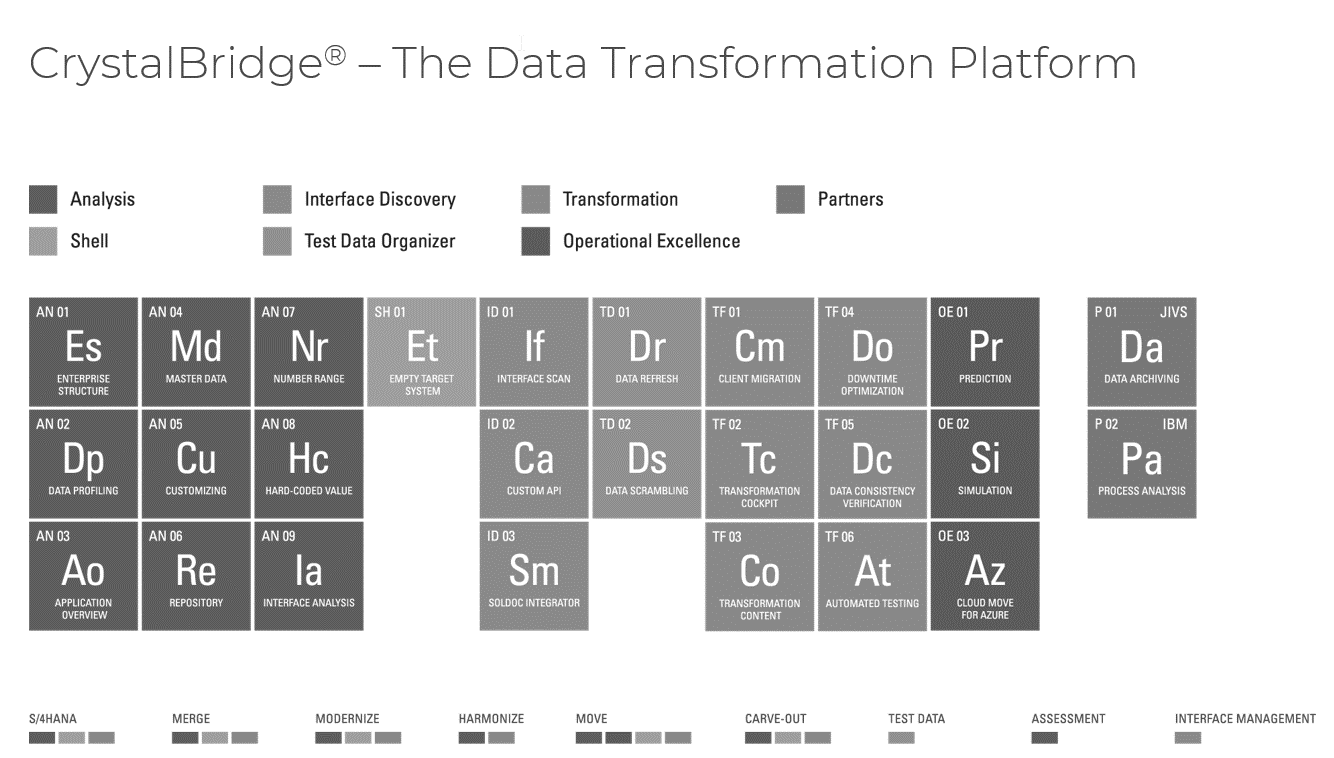 CrystalBridge® – The Data Transformation Platform
Analysis
Interface Discovery
Transformation
Partners
Shell
Test Data Organizer
Operational Excellence
AN 01
Es
ENTERPRISE
STRUCTURE
AN 04
Md
MASTER DATA
AN 07
Nr
NUMBER RANGE
SH 01
Et
EMPTY TARGET
SYSTEM
ID 01
If
INTERFACE SCAN
TD 01
Dr
DATA REFRESH
TF 01
Cm
CLIENT MIGRATION
TF 04
Do
DOWNTIME
OPTIMIZATION
OE 01
Pr
PREDICTION
P 01 JIVS
Da
DATA ARCHIVING
AN 02
Dp
DATA PROFILING
AN 05
Cu
CUSTOMIZING
AN 08
Hc
HARD-CODED VALUE
ID 02
Ca
CUSTOM API
TD 02
Ds
DATA SCRAMBLING
TF 02
Tc
TRANSFORMATION
COCKPIT
TF 05
Dc
DATA CONSISTENCY
VERIFICATION
OE 02
Si
SIMULATION
P 02 IBM
Pa
PROCESS ANALYSIS
AN 03
Ao
APPLICATION
OVERVIEW
AN 06
Re
REPOSITORY
AN 09
Ia
INTERFACE ANALYSIS
ID 03
Sm
SOLDOC INTEGRATOR
TF 03
Co
TRANSFORMATION
CONTENT
TF 06
At
AUTOMATED TESTING
OE 03
Az
CLOUD MOVE
FOR AZURE
S/4HANA
MERGE
MODERNIZE
HARMONIZE
MOVE
CARVE-OUT
TEST DATA
ASSESSMENT
INTERFACE MANAGEMENT